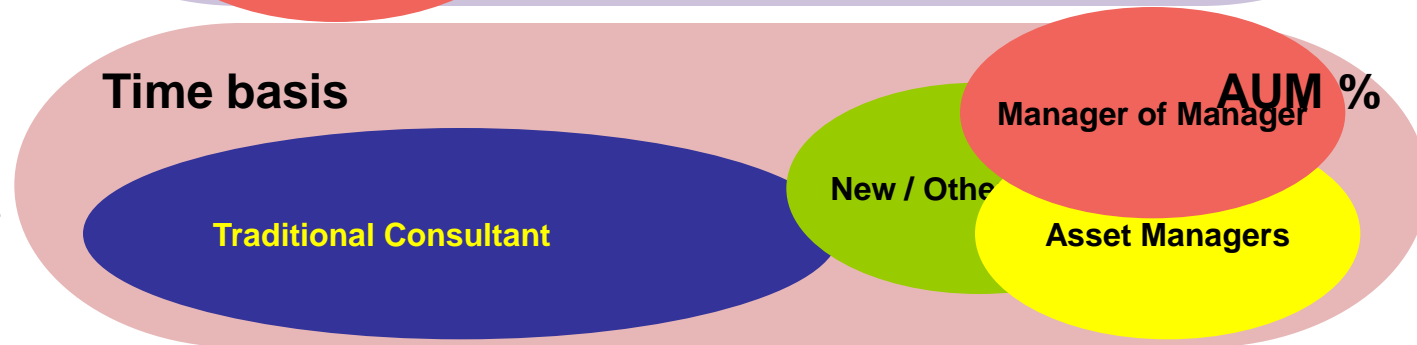 Time basis
AUM %
Manager of Manager
New / Othe
Traditional Consultant
Asset Managers